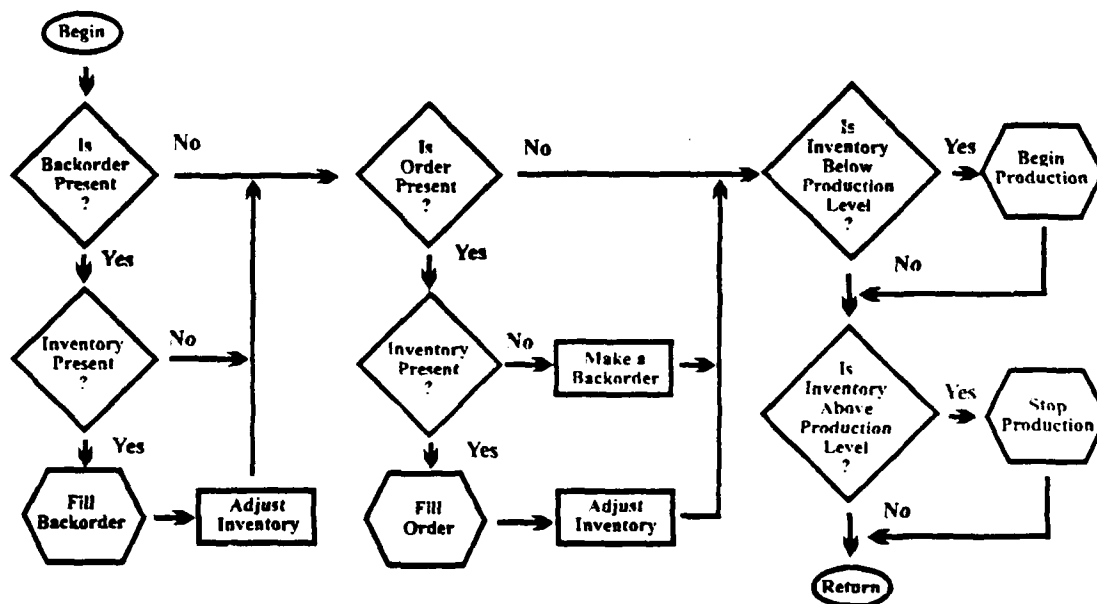 Begin
Is
Backorder
Present
?
No
Yes
Inventory
Present
?
No
Yes
Fill
Backorder
Adjust
Inventory
Is
Order
Present
?
No
Yes
Inventory
Present
?
No
Make a
Backorder
Yes
Fill
Order
Adjust
Inventory
Is
Inventory
Below
Production
Level
?
Yes
Begin
Production
No
Is
Inventory
Above
Production
Level
?
Yes
Stop
Production
No
Return